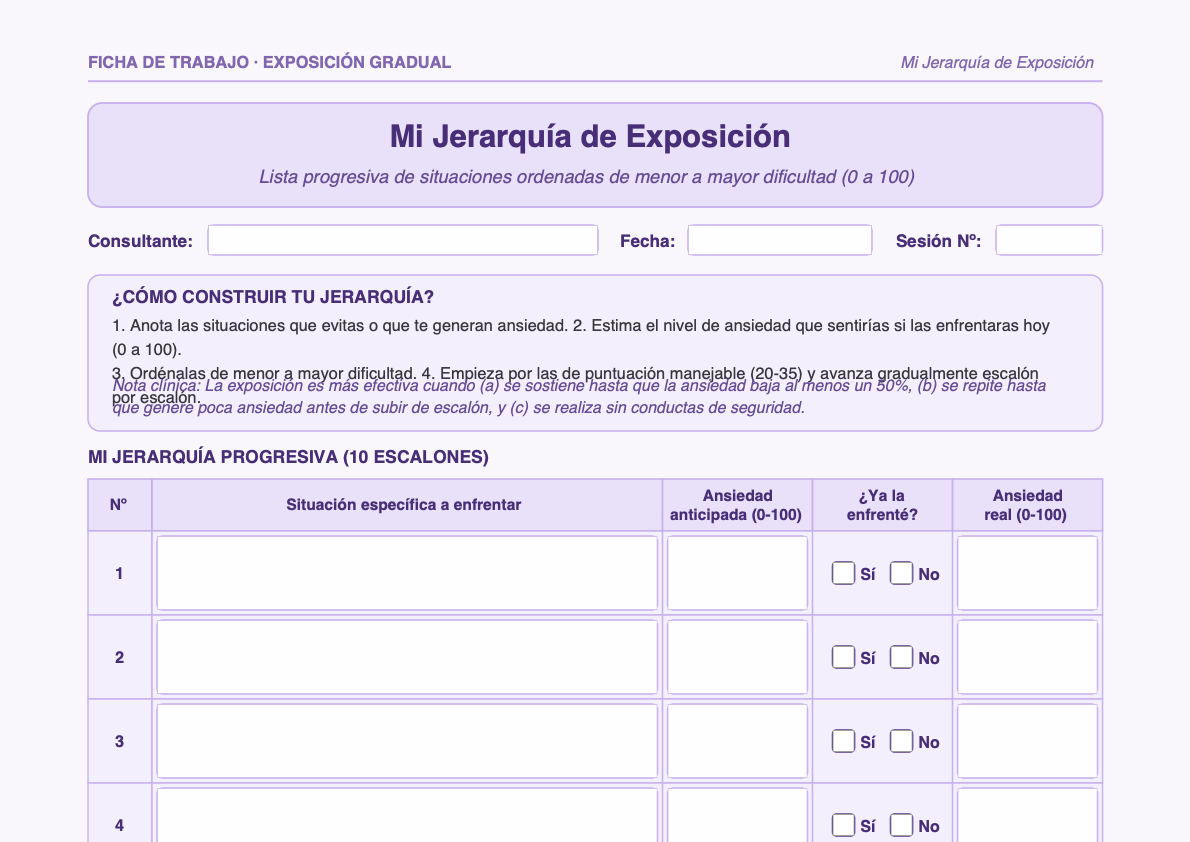 FICHA DE TRABAJO · EXPOSICIÓN GRADUAL
Mi Jerarquía de Exposición
Mi Jerarquía de Exposición
Lista progresiva de situaciones ordenadas de menor a mayor dificultad (0 a 100)
Consultante: Fecha: Sesión Nº:
¿CÓMO CONSTRUIR TU JERARQUÍA?
1. Anota las situaciones que evitas o que te generan ansiedad. 2. Estima el nivel de ansiedad que sentirías si las enfrentaras hoy
(0 a 100).
3. Ordénalas de menor a mayor dificultad. 4. Empieza por las de puntuación manejable (20-35) y avanza gradualmente escalón
por escalón.
Nota clínica: La exposición es más efectiva cuando (a) se sostiene hasta que la ansiedad baja al menos un 50%, (b) se repite hasta
que genere poca ansiedad antes de subir de escalón, y (c) se realiza sin conductas de seguridad.
MI JERARQUÍA PROGRESIVA (10 ESCALONES)
Nº
Situación específica a enfrentar
Ansiedad
anticipada (0-100)
¿Ya la
enfrenté?
Ansiedad
real (0-100)
1 Sí No
2 Sí No
3 Sí No
4 Sí No